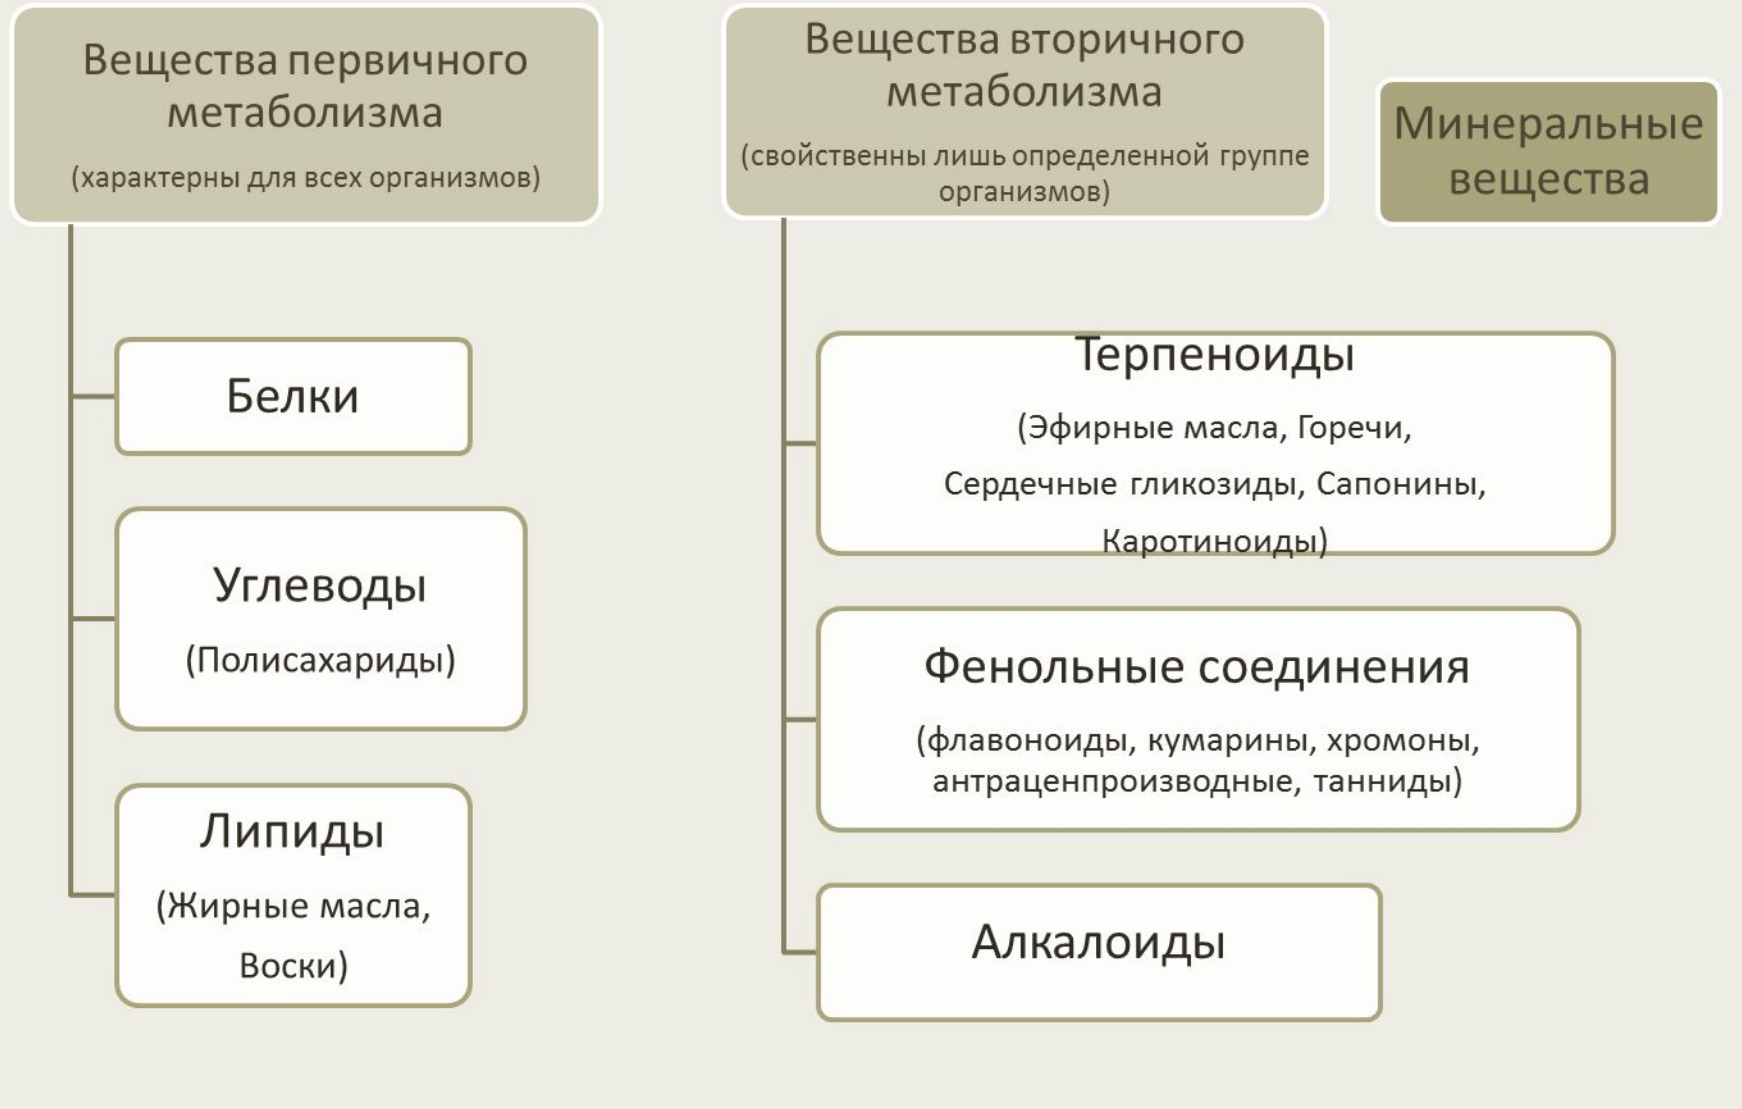 Вещества первичного
метаболизма
(характерны для всех организмов)
Белки
Углеводы
(Полисахариды)
Липиды
(Жирные масла,
Воски)
Вещества вторичного
метаболизма
(свойственны лишь определенной группе
организмов)
Терпеноиды
(Эфирные масла, Горечи,
Сердечные гликозиды, Сапонины,
Каротиноиды)
Фенольные соединения
(флавоноиды, кумарины, хромоны,
антраценпроизводные, танниды)
Алкалоиды
Минеральные
вещества